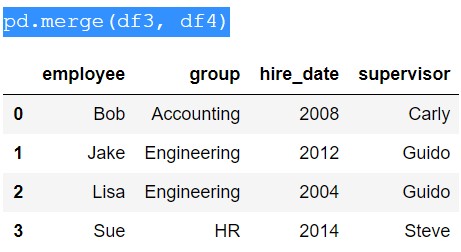 pd.merge(df3, df4)
employee group hire_date supervisor
0 Bob Accounting 2008 Carly
1 Jake Engineering 2012 Guido
2 Lisa Engineering 2004 Guido
3 Sue HR 2014 Steve